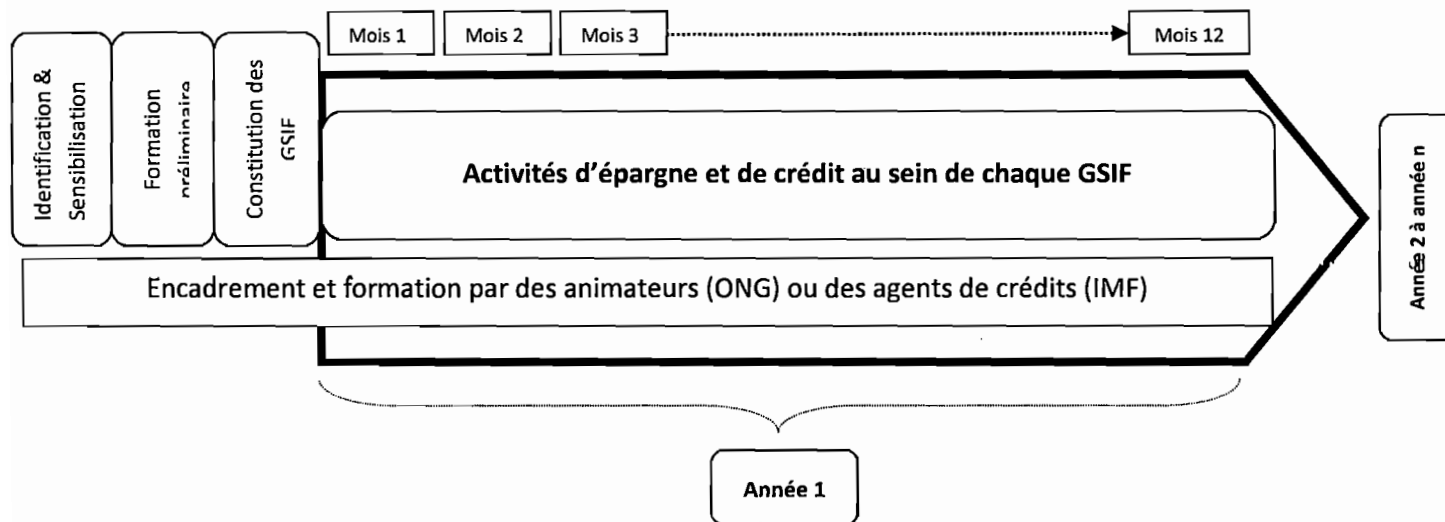 Mois 1
Mois 2
Mois 3
Mois 12
Identification &
Sensibilisation
Formation
préliminaire
Constitution des
GSIF
Activités d'épargne et de crédit au sein de chaque GSIF
Encadrement et formation par des animateurs (ONG) ou des agents de crédits (IMF)
Année 2 à année n
Année 1